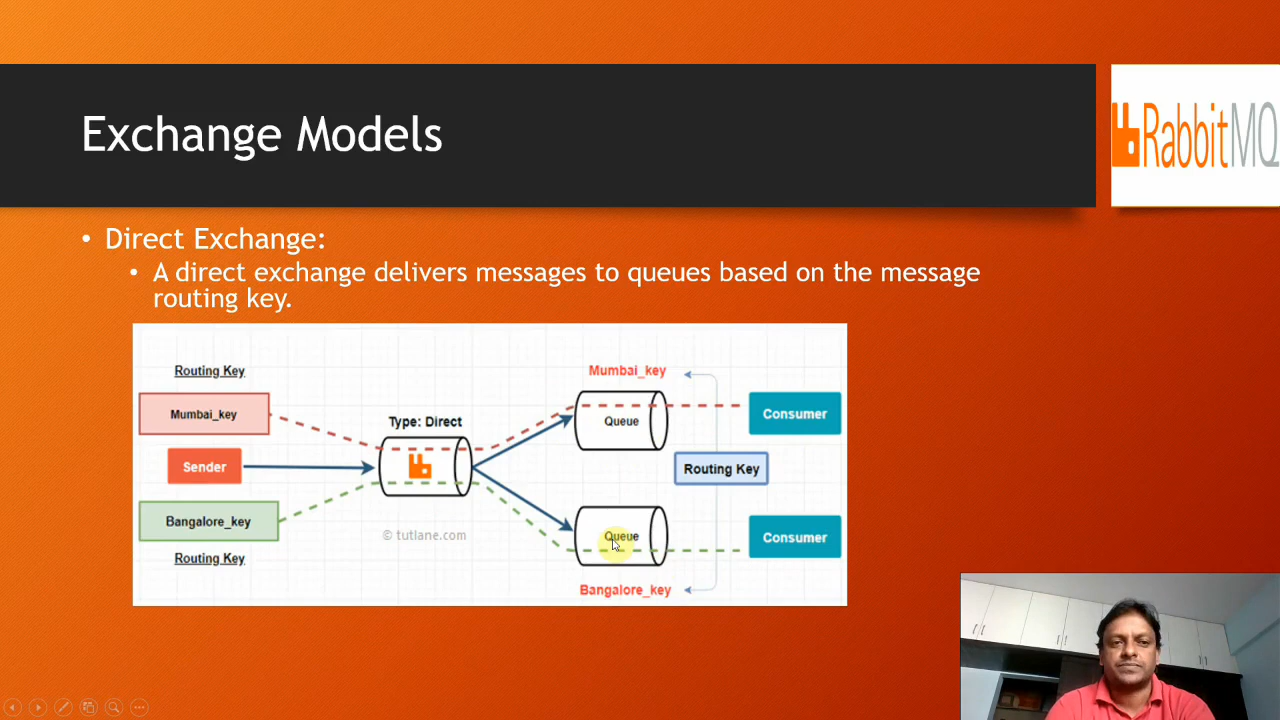 Exchange Models
RabbitMQ
• Direct Exchange:
• A direct exchange delivers messages to queues based on the message
routing key.
Routing Key
Mumbai_key
Mumbai_key
Type: Direct
Queue
Consumer
Sender
Routing Key
Bangalore_key
© tutlane.com
Queue
Consumer
Routing Key
Bangalore_key